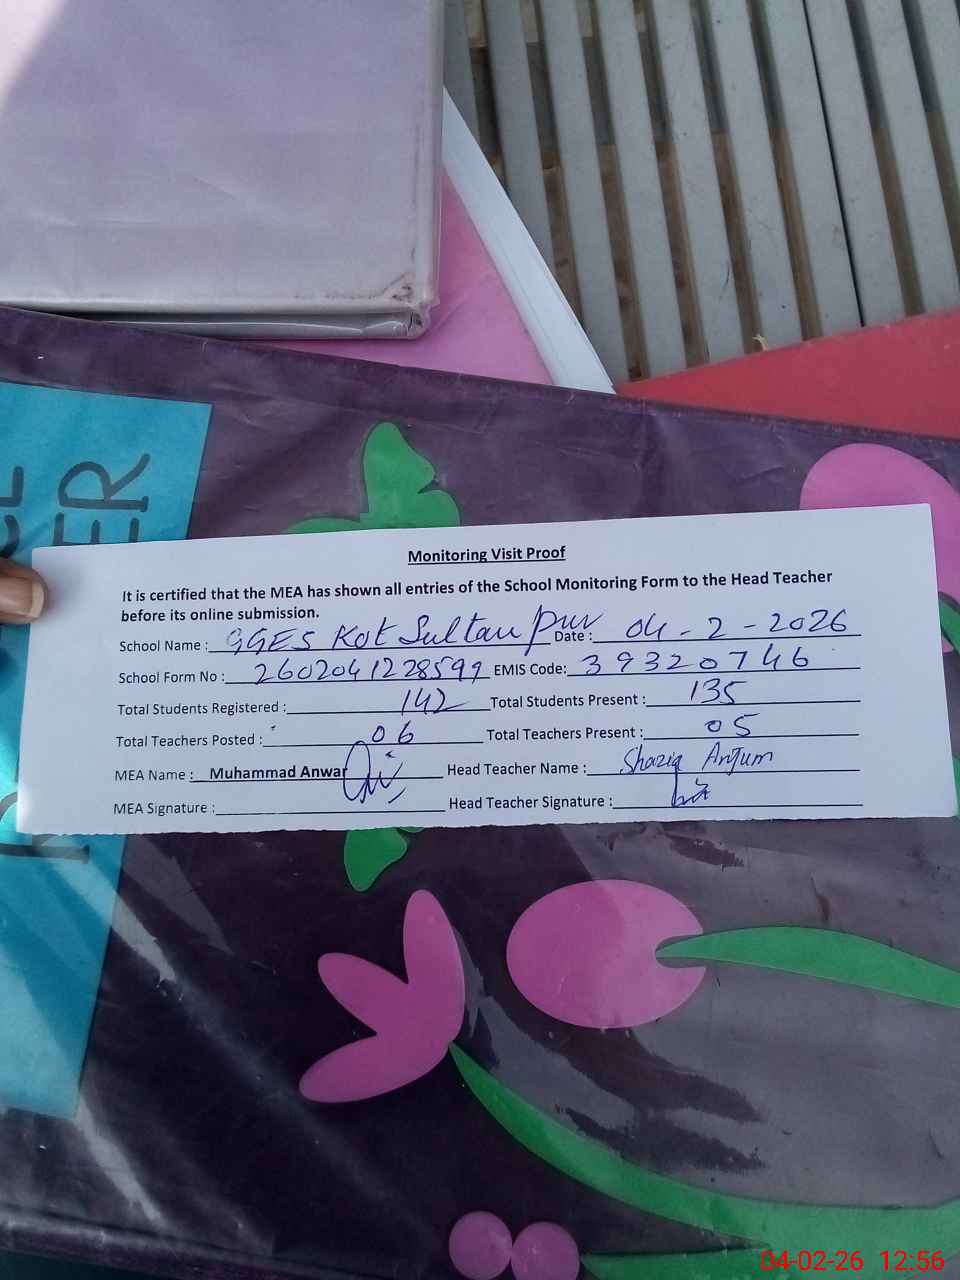 ER
Monitoring Visit Proof
It is certified that the MEA has shown all entries of the School Monitoring Form to the Head Teacher
before its online submission.
School Name : GGES Kot Sultan Pur Date : 04-2-2026
School Form No : 2602041228599 EMIS Code: 39320746
Total Students Registered : 142 Total Students Present : 135
Total Teachers Posted : 06 Total Teachers Present : 05
MEA Name : Muhammad Anwar Head Teacher Name : Shazia Anjum
MEA Signature : Head Teacher Signature :
04-02-26 12:56